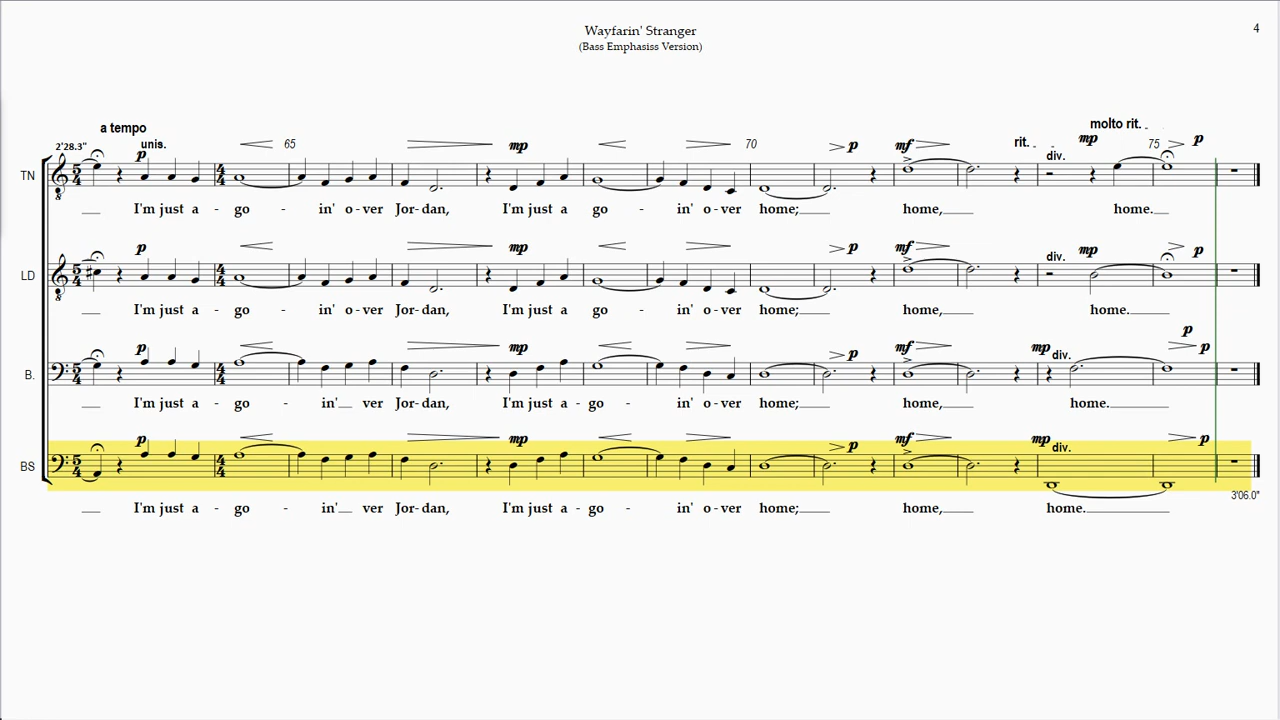 Wayfarin' Stranger
4
(Bass Emphasiss Version)
molto rit.
a tempo
2'28.3" p unis. 65 mp 70 p mf rit. div. mp 75 p
TN
I'm just a - go - in' o - ver Jor - dan, I'm just a go - in' o - ver home; home, home.
p mp p mf div. mp p
LD
I'm just a - go - in' o - ver Jor - dan, I'm just a go - in' o - ver home; home, home.
p
p mp p mf mp div. p
B.
I'm just a - go - in' ver Jor - dan, I'm just a - go - in' o - ver home; home, home.
p mp p mf mp div. p
BS
3'06.0"
I'm just a - go - in' ver Jor - dan, I'm just a - go - in' o - ver home; home, home.